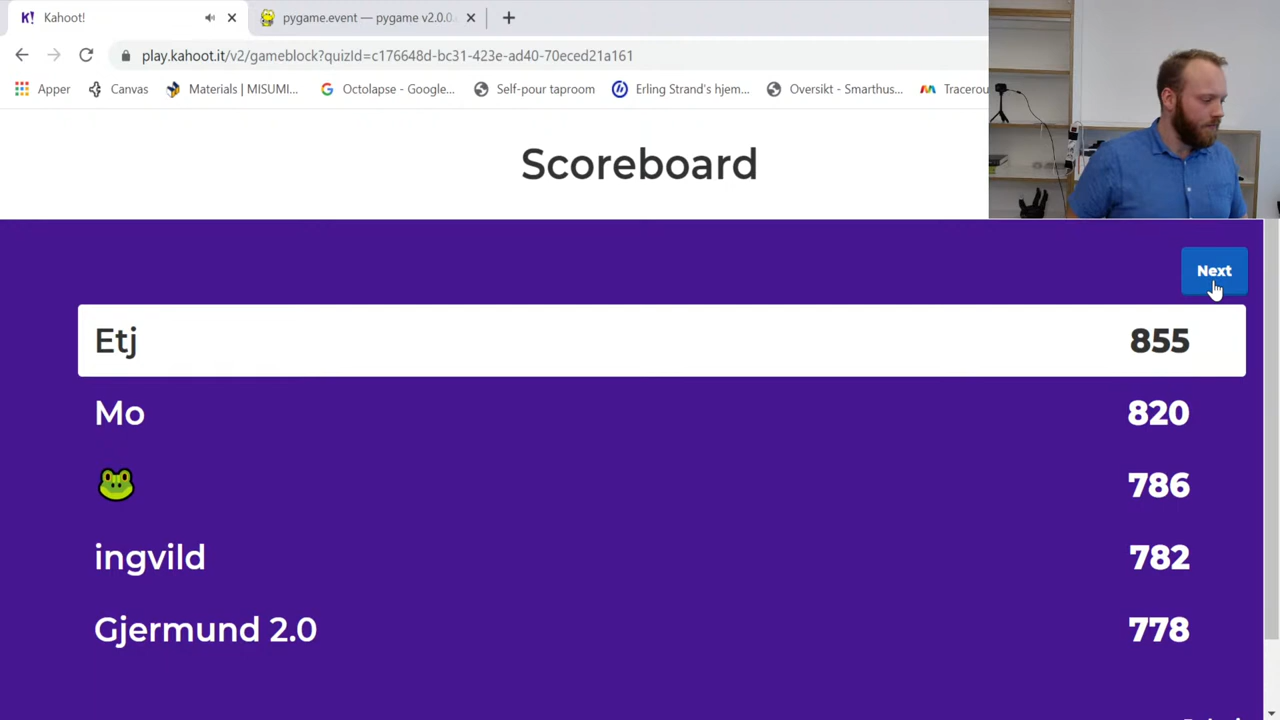 K! Kahoot!
pygame.event — pygame v2.0.0.
play.kahoot.it/v2/gameblock?quizId=c176648d-bc31-423e-ad40-70eced21a161
Apper Canvas Materials | MISUMI... Octolapse - Google... Self-pour taproom Erling Strand's hjem... Oversikt - Smarthus... Tracerou
Scoreboard
Next
Etj 855
Mo 820
🐸 786
ingvild 782
Gjermund 2.0 778